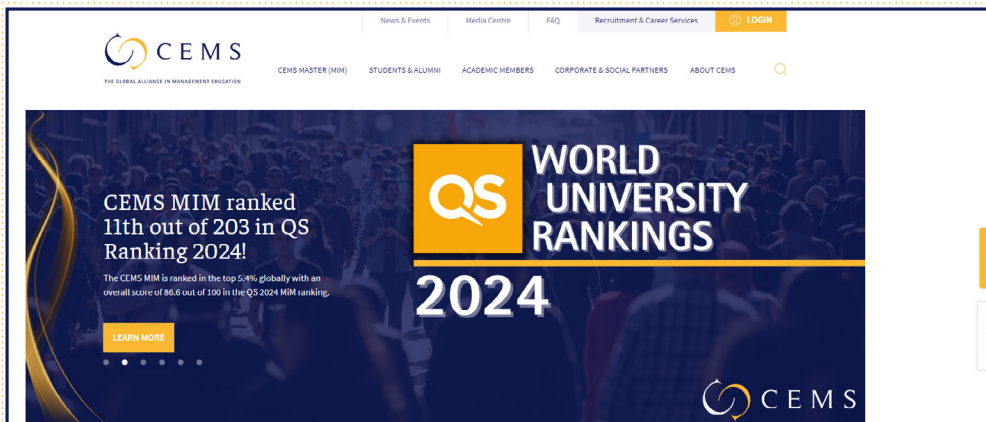 News & Events Media Centre FAQ Recruitment & Career Services LOGIN
CEMS
THE GLOBAL ALLIANCE IN MANAGEMENT EDUCATION
CEMS MASTER (MIM) STUDENTS & ALUMNI ACADEMIC MEMBERS CORPORATE & SOCIAL PARTNERS ABOUT CEMS
CEMS MIM ranked
11th out of 203 in QS
Ranking 2024!
The CEMS MIM is ranked in the top 5.4% globally with an
overall score of 86.6 out of 100 in the QS 2024 MiM ranking.
LEARN MORE
QS
WORLD
UNIVERSITY
RANKINGS
2024
CEMS